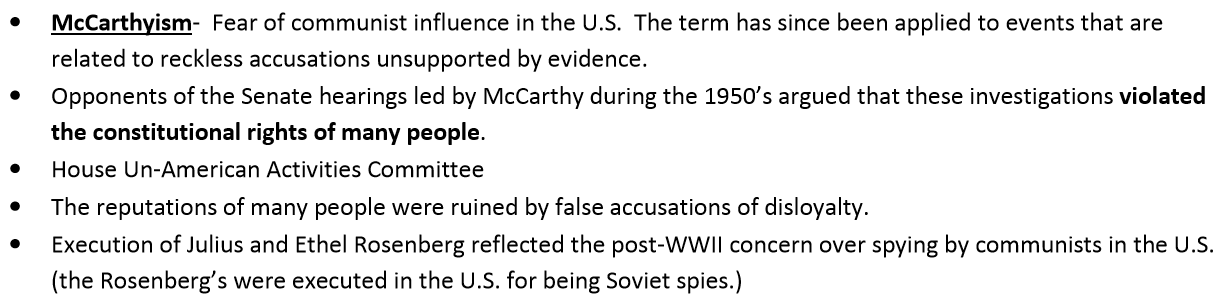 • McCarthyism- Fear of communist influence in the U.S.  The term has since been applied to events that are
related to reckless accusations unsupported by evidence.
• Opponents of the Senate hearings led by McCarthy during the 1950’s argued that these investigations violated
the constitutional rights of many people.
• House Un-American Activities Committee
• The reputations of many people were ruined by false accusations of disloyalty.
• Execution of Julius and Ethel Rosenberg reflected the post-WWII concern over spying by communists in the U.S.
(the Rosenberg’s were executed in the U.S. for being Soviet spies.)